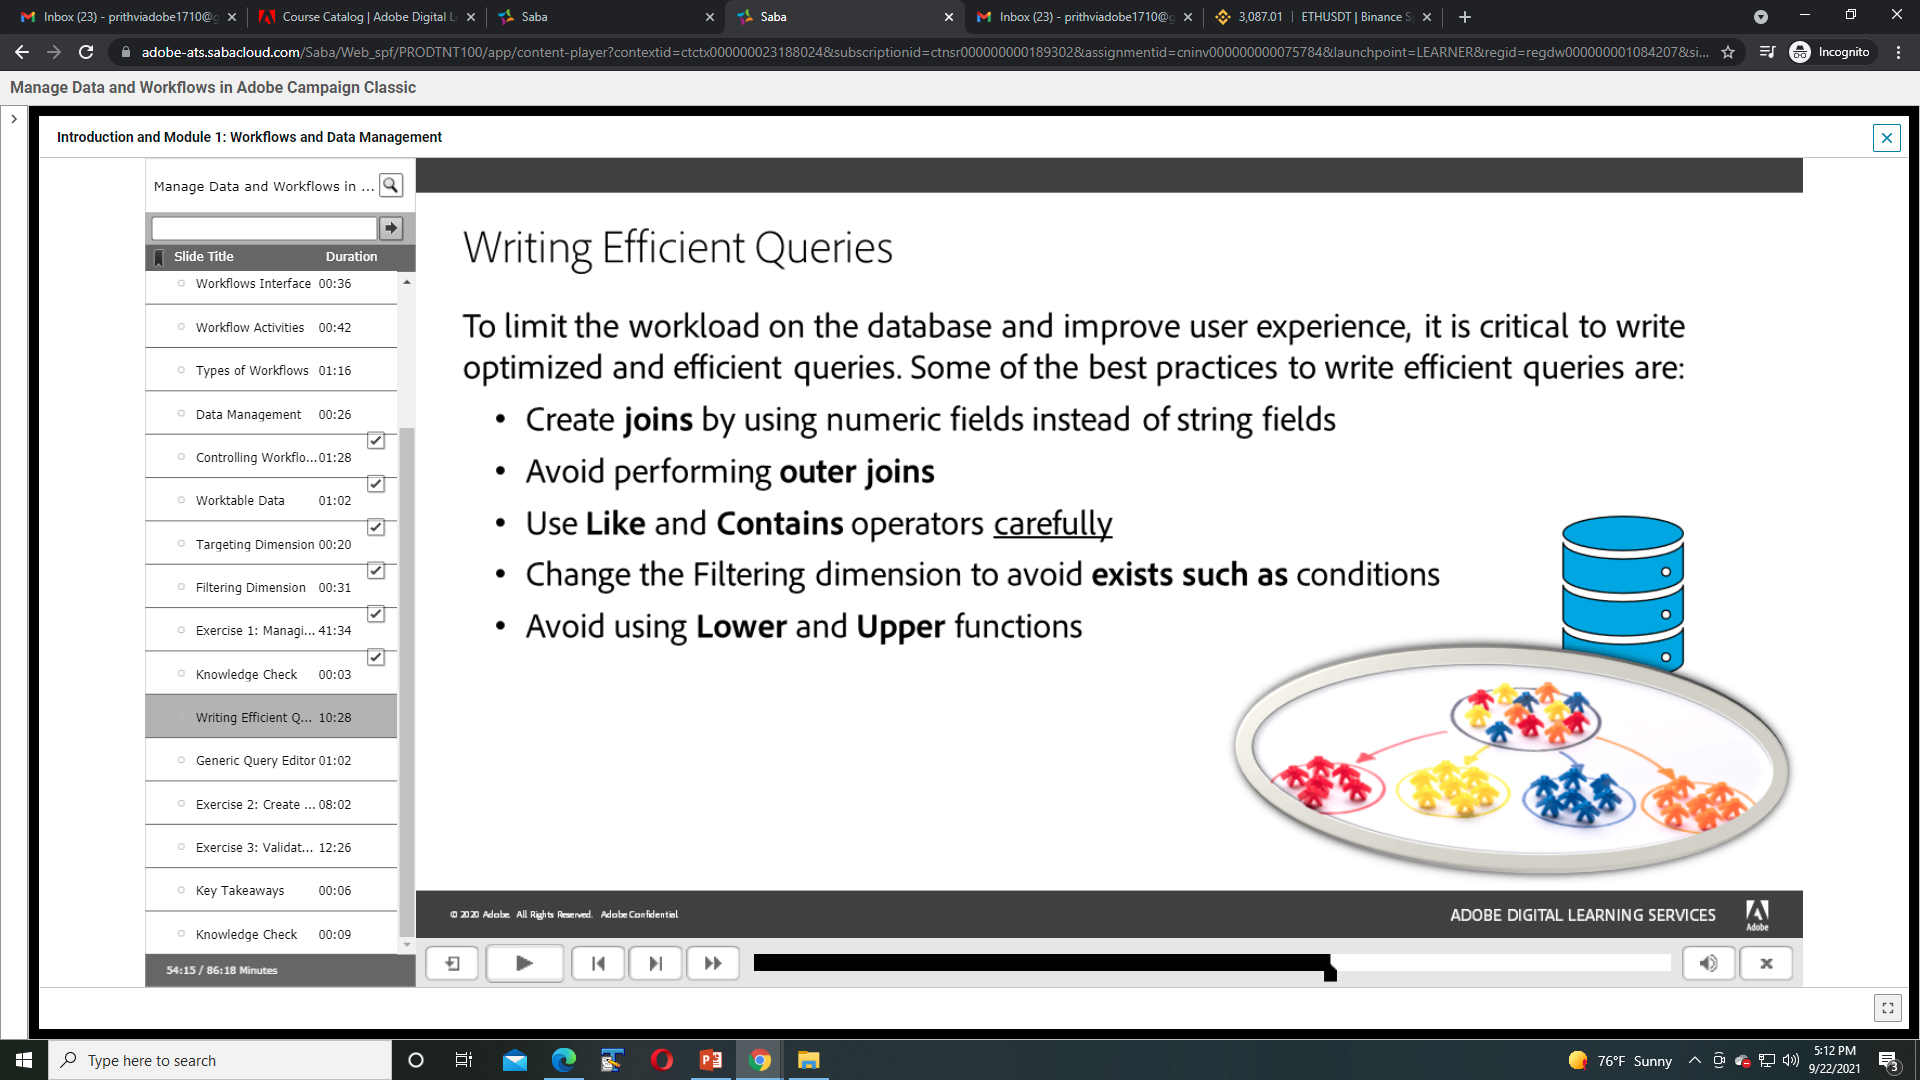 Inbox (23) - prithviadobe1710@g
Course Catalog | Adobe Digital L
Saba
Saba
Inbox (23) - prithviadobe1710@g
3,087.01 | ETHUSDT | Binance S
adobe-ats.sabacloud.com/Saba/Web_spf/PRODTNT100/app/content-player?contextid=ctctx000000023188024&subscriptionid=ctnsr0000000000189302&assignmentid=cninv000000000075784&launchpoint=LEARNER&regid=regdw000000001084207&si...
Incognito
Manage Data and Workflows in Adobe Campaign Classic
Introduction and Module 1: Workflows and Data Management
Manage Data and Workflows in ...
Slide Title Duration
Workflows Interface 00:36
Workflow Activities 00:42
Types of Workflows 01:16
Data Management 00:26
Controlling Workflo... 01:28
Worktable Data 01:02
Targeting Dimension 00:20
Filtering Dimension 00:31
Exercise 1: Managi... 41:34
Knowledge Check 00:03
Writing Efficient Q... 10:28
Generic Query Editor 01:02
Exercise 2: Create ... 08:02
Exercise 3: Validat... 12:26
Key Takeaways 00:06
Knowledge Check 00:09
54:15 / 86:18 Minutes
Writing Efficient Queries
To limit the workload on the database and improve user experience, it is critical to write
optimized and efficient queries. Some of the best practices to write efficient queries are:
• Create joins by using numeric fields instead of string fields
• Avoid performing outer joins
• Use Like and Contains operators carefully
• Change the Filtering dimension to avoid exists such as conditions
• Avoid using Lower and Upper functions
© 2020 Adobe. All Rights Reserved. Adobe Confidential
ADOBE DIGITAL LEARNING SERVICES
Adobe
Type here to search
76°F Sunny
5:12 PM
9/22/2021
3